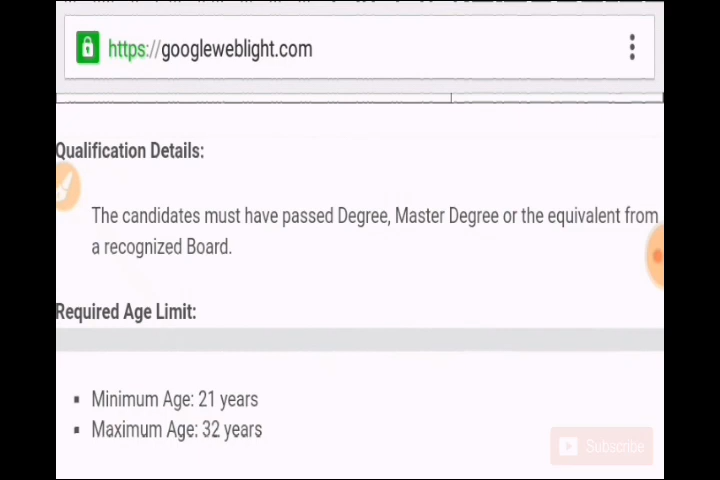 https://googleweblight.com
Qualification Details:
The candidates must have passed Degree, Master Degree or the equivalent from
a recognized Board.
Required Age Limit:
▪ Minimum Age: 21 years
▪ Maximum Age: 32 years
Subscribe